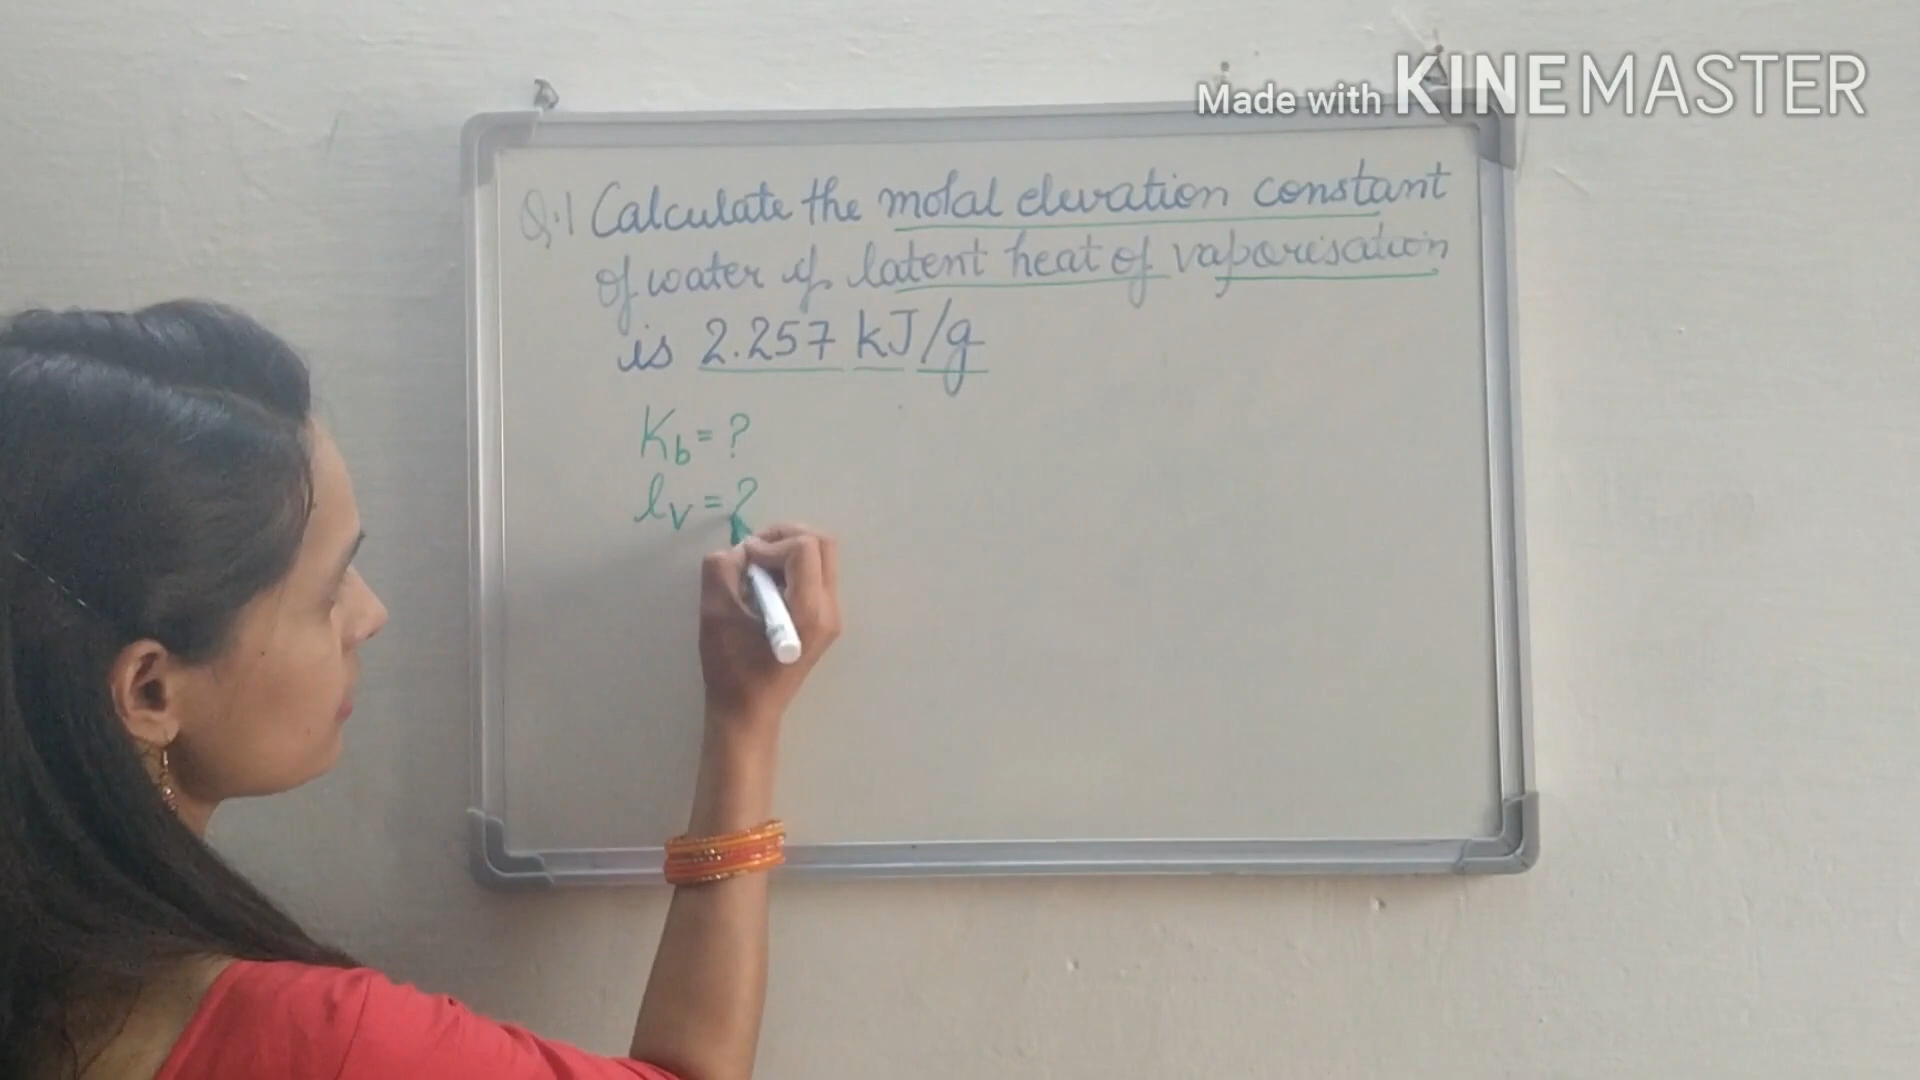 Made with KINEMASTER
Q.1 Calculate the molal elevation constant
of water if latent heat of vaporisation
is 2.257 kJ/g
Kb = ?
lv = 2